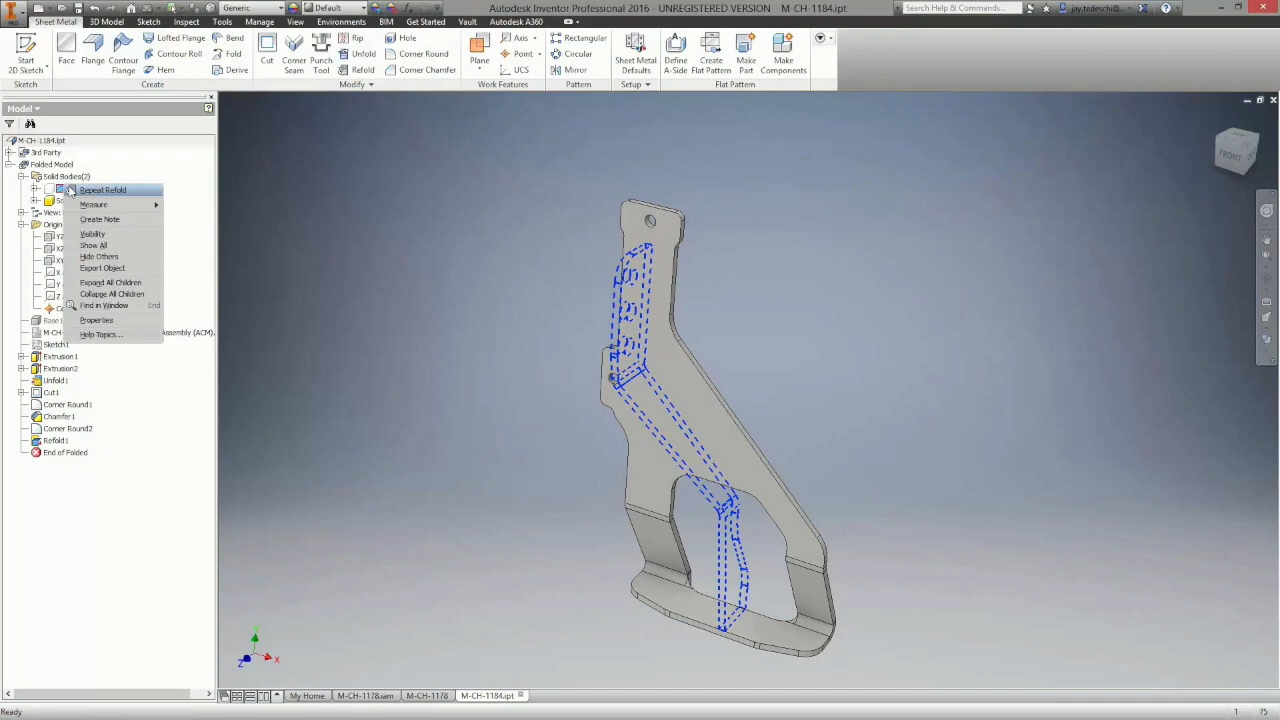 Generic Default Autodesk Inventor Professional 2016 - UNREGISTERED VERSION M-CH-1184.ipt Search Help & Commands...
PRO Sheet Metal 3D Model Sketch Inspect Tools Manage View Environments BIM Get Started Vault Autodesk A360
Start 2D Sketch Face Flange Contour Flange Lofted Flange Contour Roll Hem Bend Fold Derive
Cut Corner Seam Punch Tool Rip Unfold Refold Hole Corner Round Corner Chamfer
Plane Axis Point UCS Rectangular Circular Mirror
Sheet Metal Defaults Define A-Side Create Flat Pattern Make Part Make Components
Sketch Create Modify Work Features Pattern Setup Flat Pattern
Model
M-CH-1184.ipt
3rd Party
Folded Model
Solid Bodies(2)
Repeat Refold
Measure
Create Note
Visibility
Show All
Hide Others
Export Object
Expand All Children
Collapse All Children
Find in Window End
Properties
Help Topics...
View:
Origin
Assembly (ACM).
Sketch1
Extrusion1
Extrusion2
Unfold1
Cut1
Corner Round1
Chamfer1
Corner Round2
Refold1
End of Folded
FRONT
X
Z
My Home M-CH-1178.iam M-CH-1178 M-CH-1184.ipt
Ready 1 75